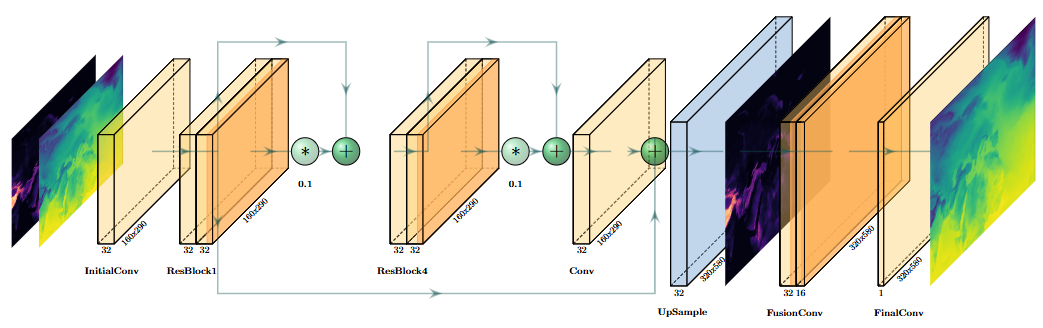 160x290
160x290
160x290
160x290
320x580
320x580
320x580
* +
* +
+
0.1
0.1
32
32 32
32 32
32
32
32 16
1
InitialConv
ResBlock1
ResBlock4
Conv
UpSample
FusionConv
FinalConv